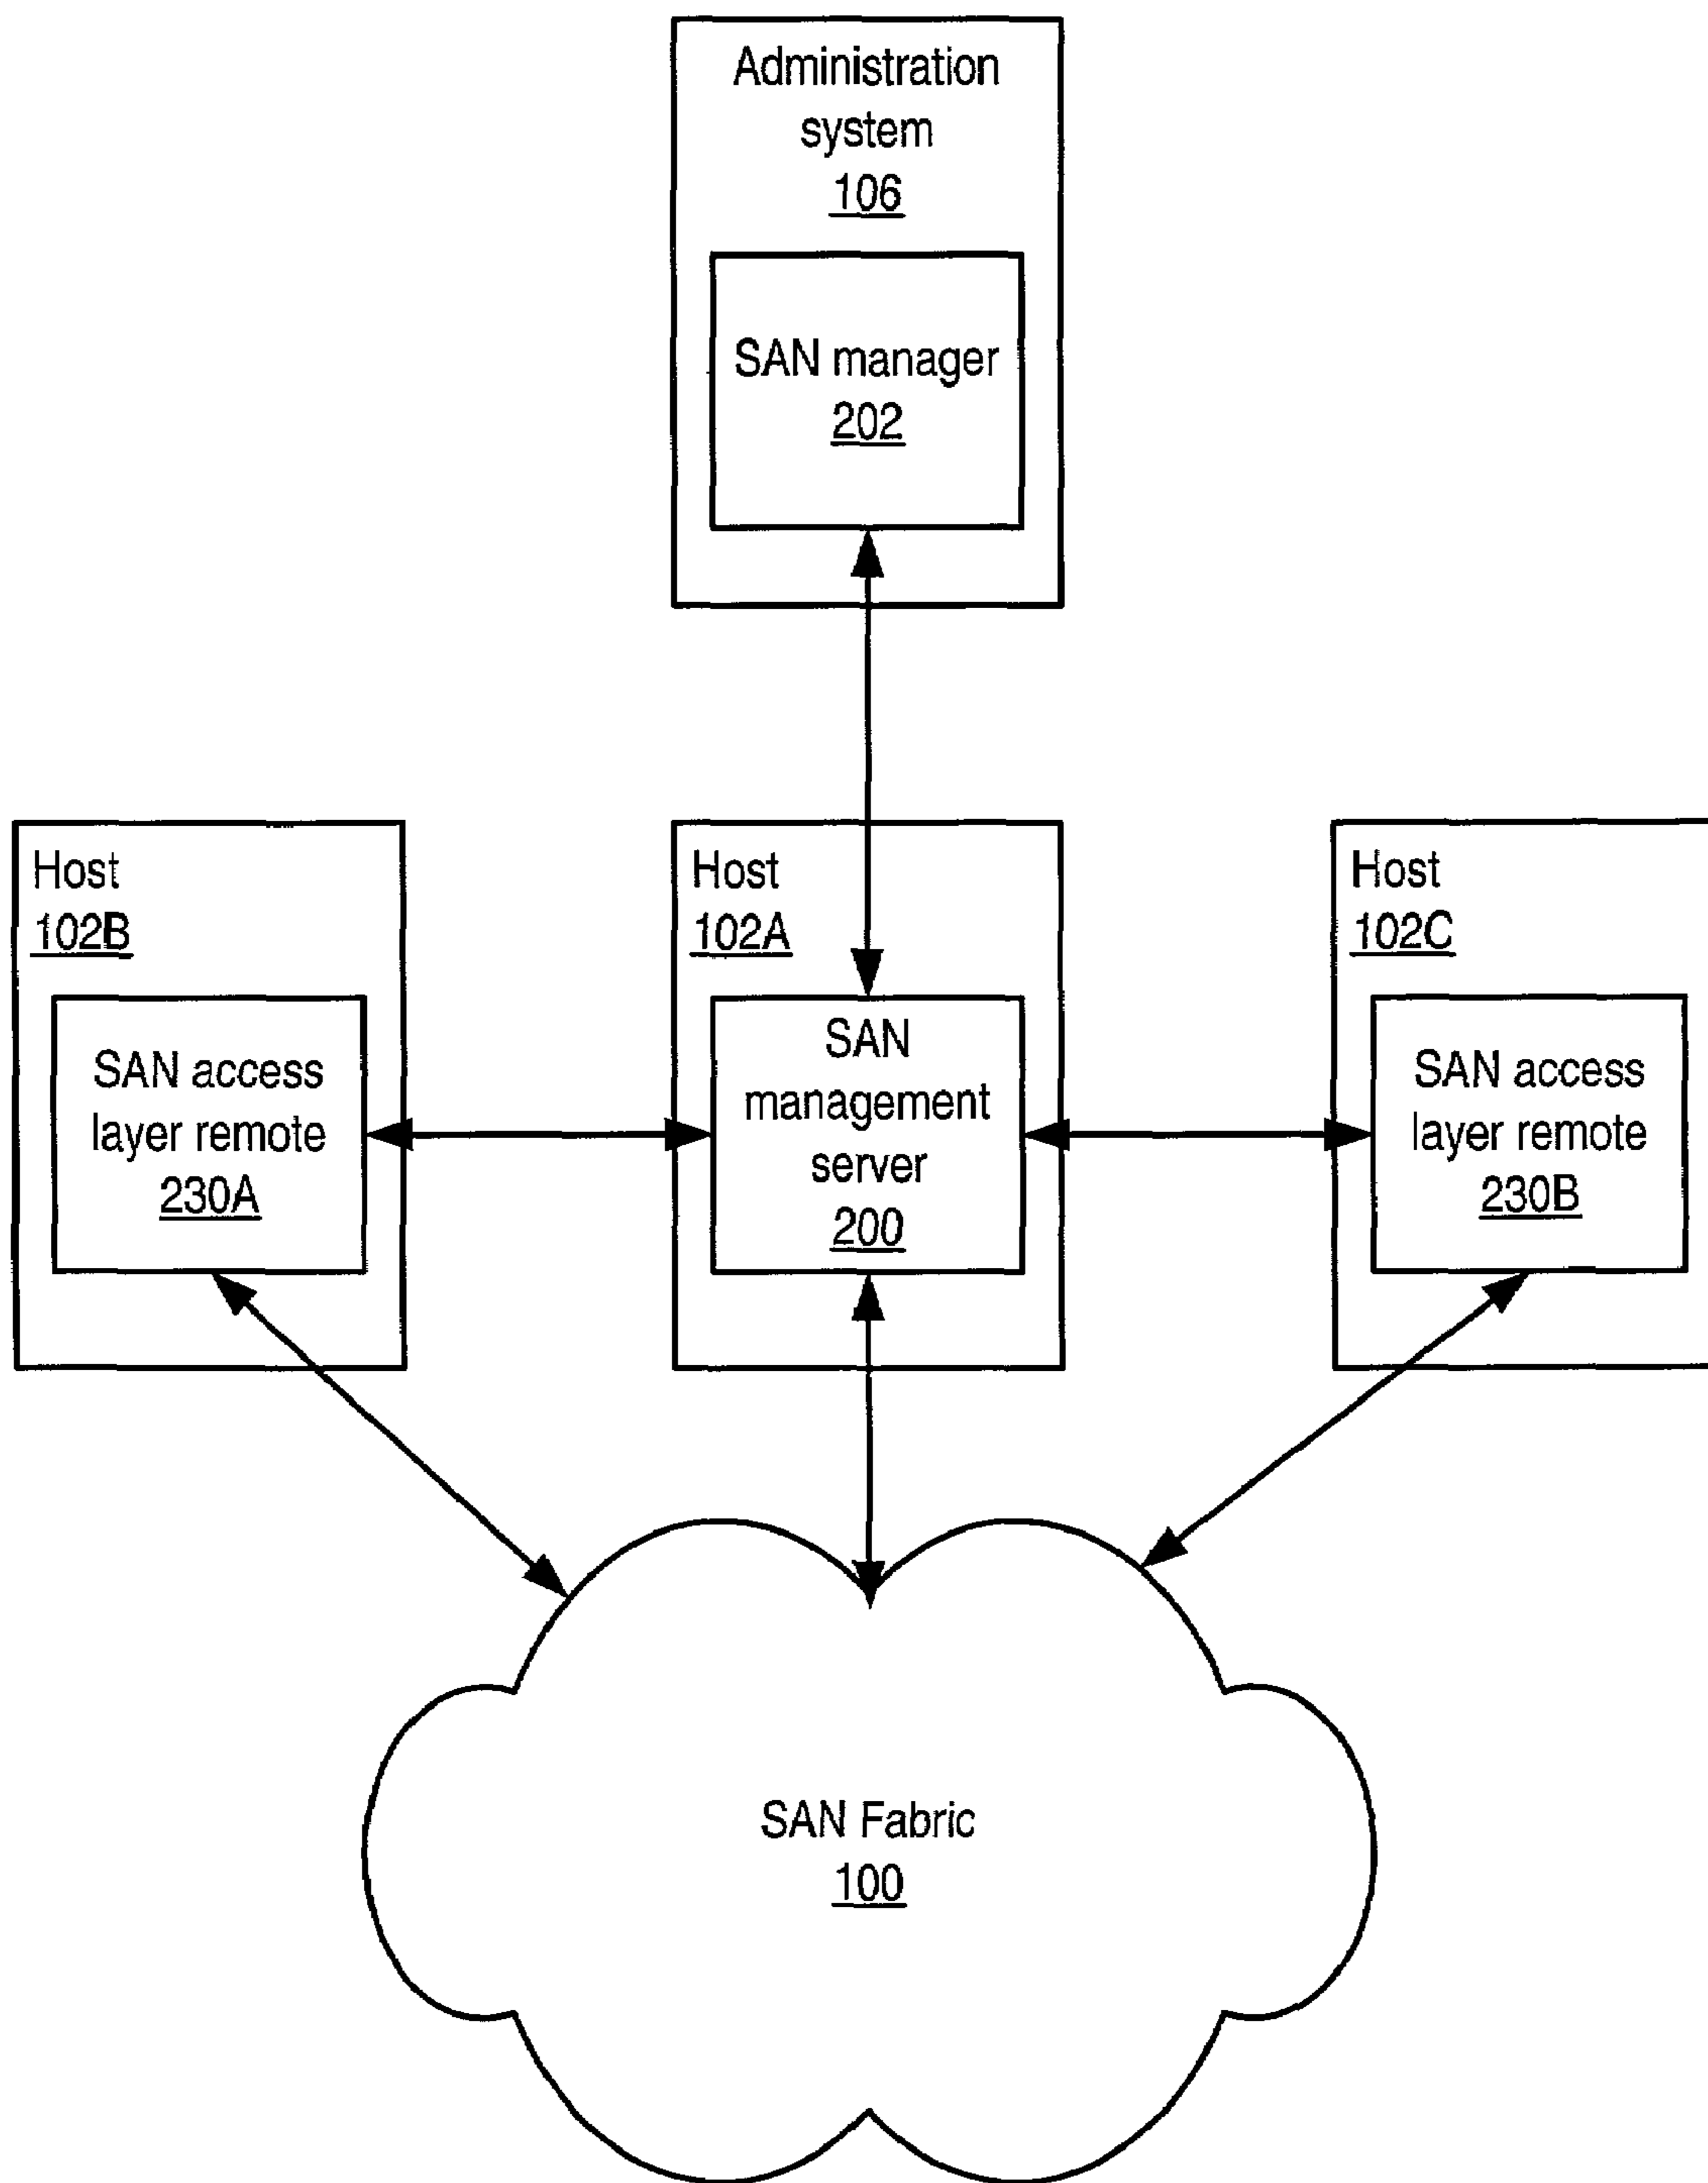 Administration
system
106
SAN manager
202
Host
102B
SAN access
layer remote
230A
Host
102A
SAN
management
server
200
Host
102C
SAN access
layer remote
230B
SAN Fabric
100